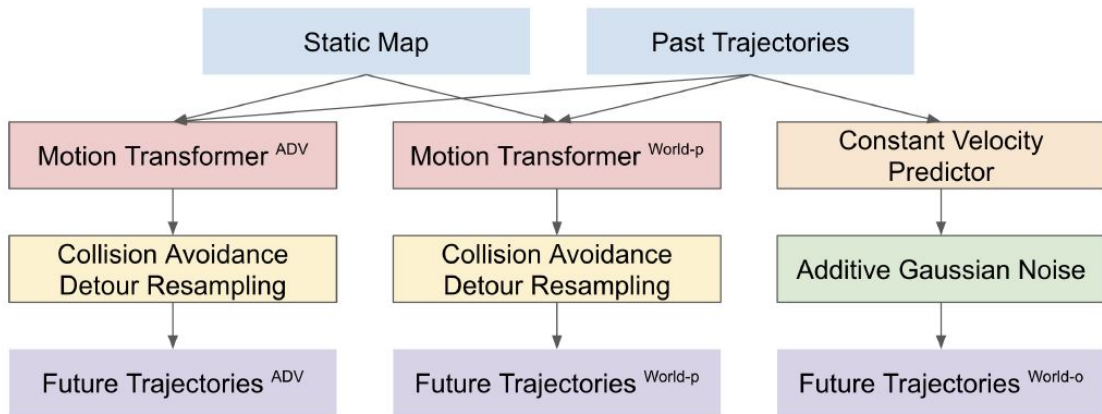 Static Map
Past Trajectories
Motion Transformer ADV
Motion Transformer World-p
Constant Velocity
Predictor
Collision Avoidance
Detour Resampling
Collision Avoidance
Detour Resampling
Additive Gaussian Noise
Future Trajectories ADV
Future Trajectories World-p
Future Trajectories World-o